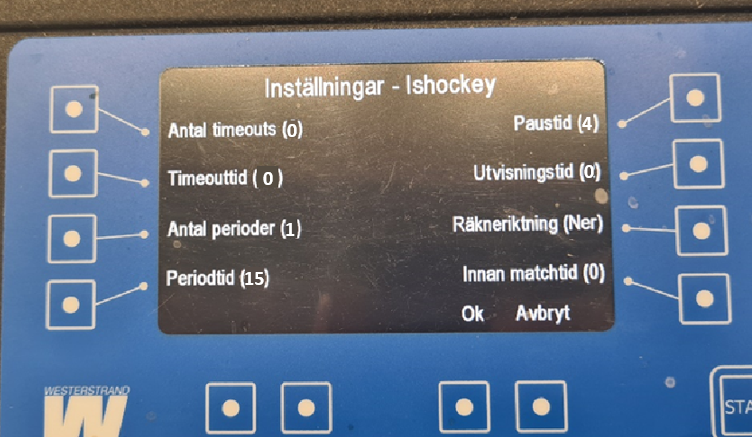 Inställningar - Ishockey
Antal timeouts (0)
Paustid (4)
Timeouttid ( 0 )
Utvisningstid (0)
Antal perioder (1)
Räkneriktning (Ner)
Periodtid (15)
Innan matchtid (0)
Ok Avbryt
WESTERSTRAND
W
STA